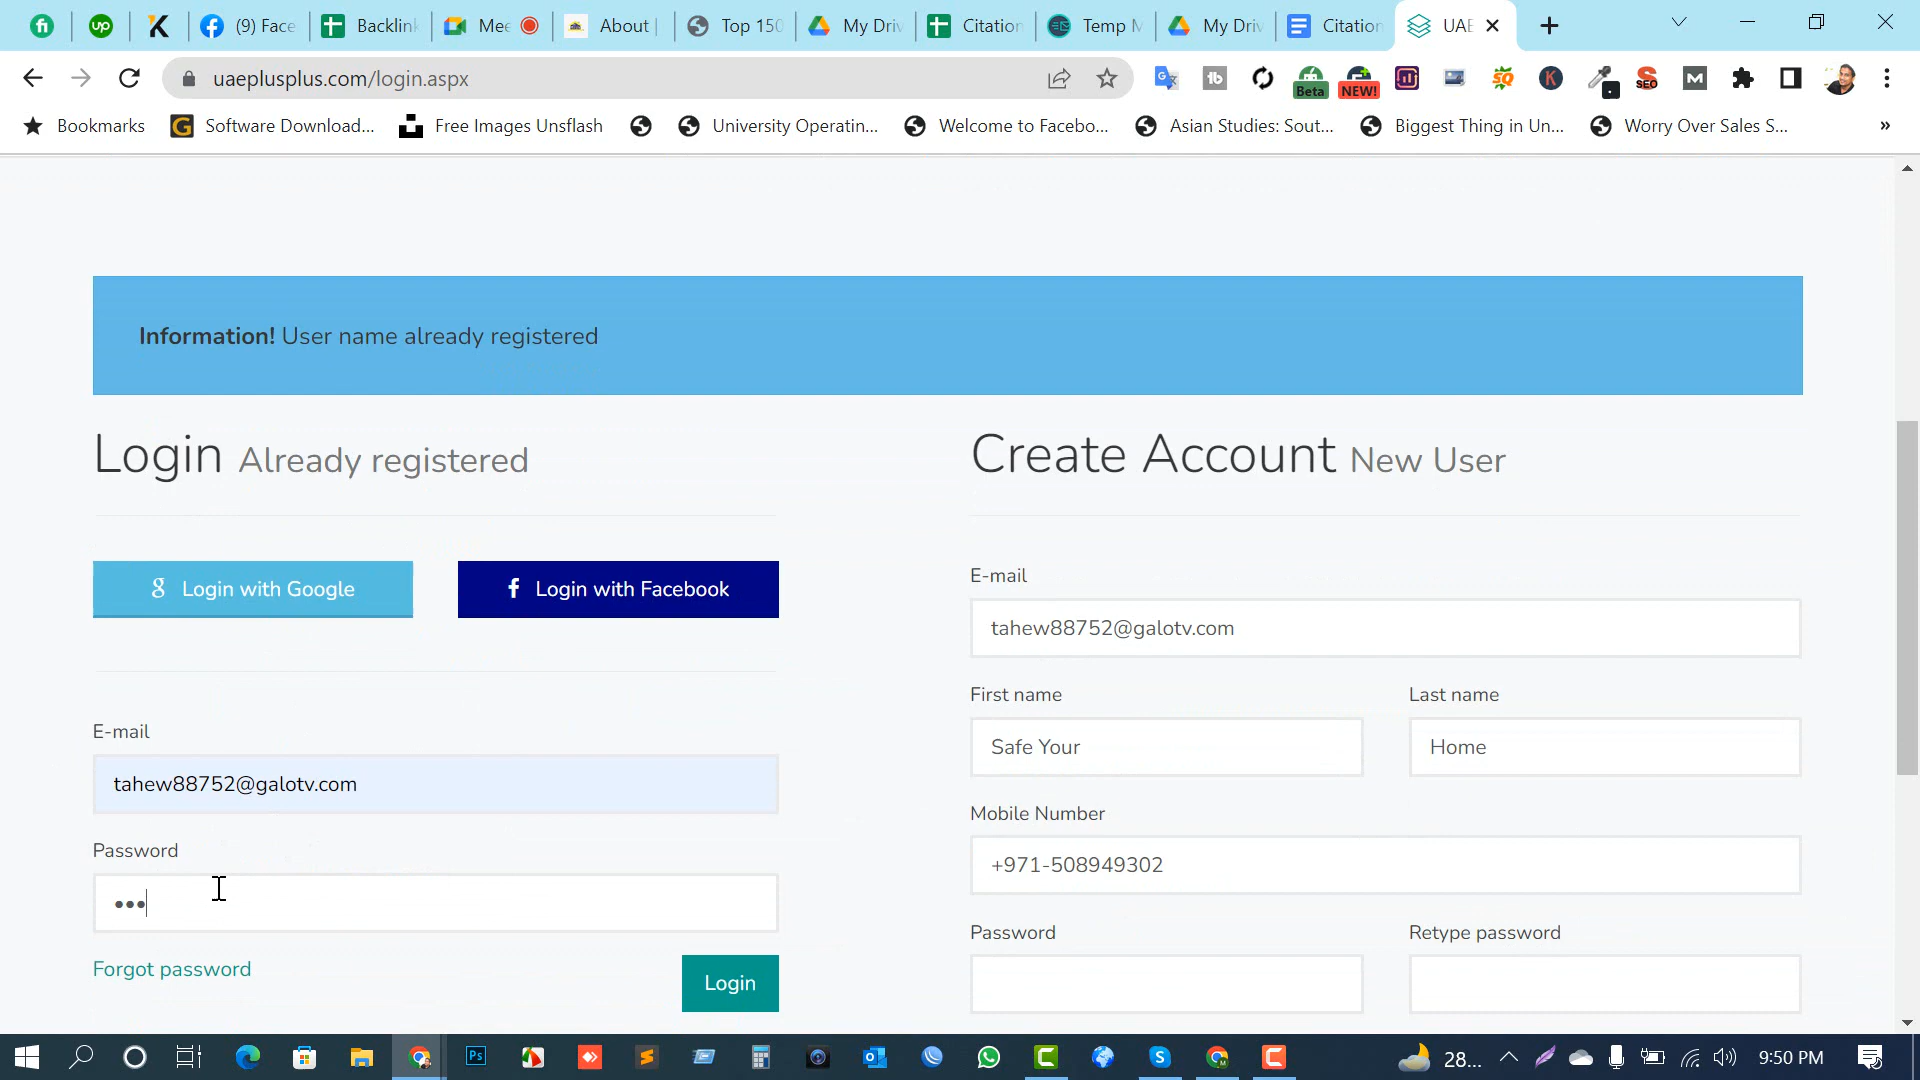 (9) Face
Backlink
Mee
About |
Top 150
My Driv
Citation
Temp M
My Driv
Citation
UAE
uaeplusplus.com/login.aspx
Beta
NEW!
SEO
Bookmarks
Software Download...
Free Images Unsflash
University Operatin...
Welcome to Facebo...
Asian Studies: Sout...
Biggest Thing in Un...
Worry Over Sales S...
Information! User name already registered
Login Already registered
Login with Google
Login with Facebook
E-mail
tahew88752@galotv.com
Password
Forgot password
Login
Create Account New User
E-mail
tahew88752@galotv.com
First name
Last name
Safe Your
Home
Mobile Number
+971-508949302
Password
Retype password
28...
9:50 PM